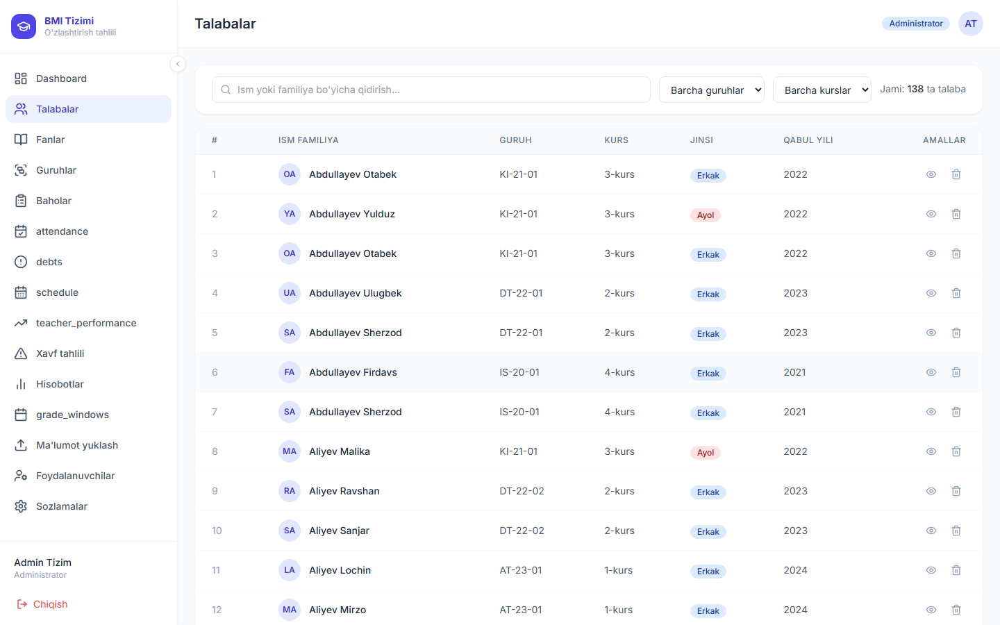 BMI Tizimi
O'zlashtirish tahlili
Dashboard
Talabalar
Fanlar
Guruhlar
Baholar
attendance
debts
schedule
teacher_performance
Xavf tahlili
Hisobotlar
grade_windows
Ma'lumot yuklash
Foydalanuvchilar
Sozlamalar
Admin Tizim
Administrator
Chiqish
Talabalar
Administrator AT
Ism yoki familiya bo'yicha qidirish... Barcha guruhlar Barcha kurslar Jami: 138 ta talaba
# ISM FAMILIYA GURUH KURS JINSI QABUL YILI AMALLAR
1 OA Abdullayev Otabek KI-21-01 3-kurs Erkak 2022
2 YA Abdullayev Yulduz KI-21-01 3-kurs Ayol 2022
3 OA Abdullayev Otabek KI-21-01 3-kurs Erkak 2022
4 UA Abdullayev Ulugbek DT-22-01 2-kurs Erkak 2023
5 SA Abdullayev Sherzod DT-22-01 2-kurs Erkak 2023
6 FA Abdullayev Firdavs IS-20-01 4-kurs Erkak 2021
7 SA Abdullayev Sherzod IS-20-01 4-kurs Erkak 2021
8 MA Aliyev Malika KI-21-01 3-kurs Ayol 2022
9 RA Aliyev Ravshan DT-22-02 2-kurs Erkak 2023
10 SA Aliyev Sanjar DT-22-02 2-kurs Erkak 2023
11 LA Aliyev Lochin AT-23-01 1-kurs Erkak 2024
12 MA Aliyev Mirzo AT-23-01 1-kurs Erkak 2024